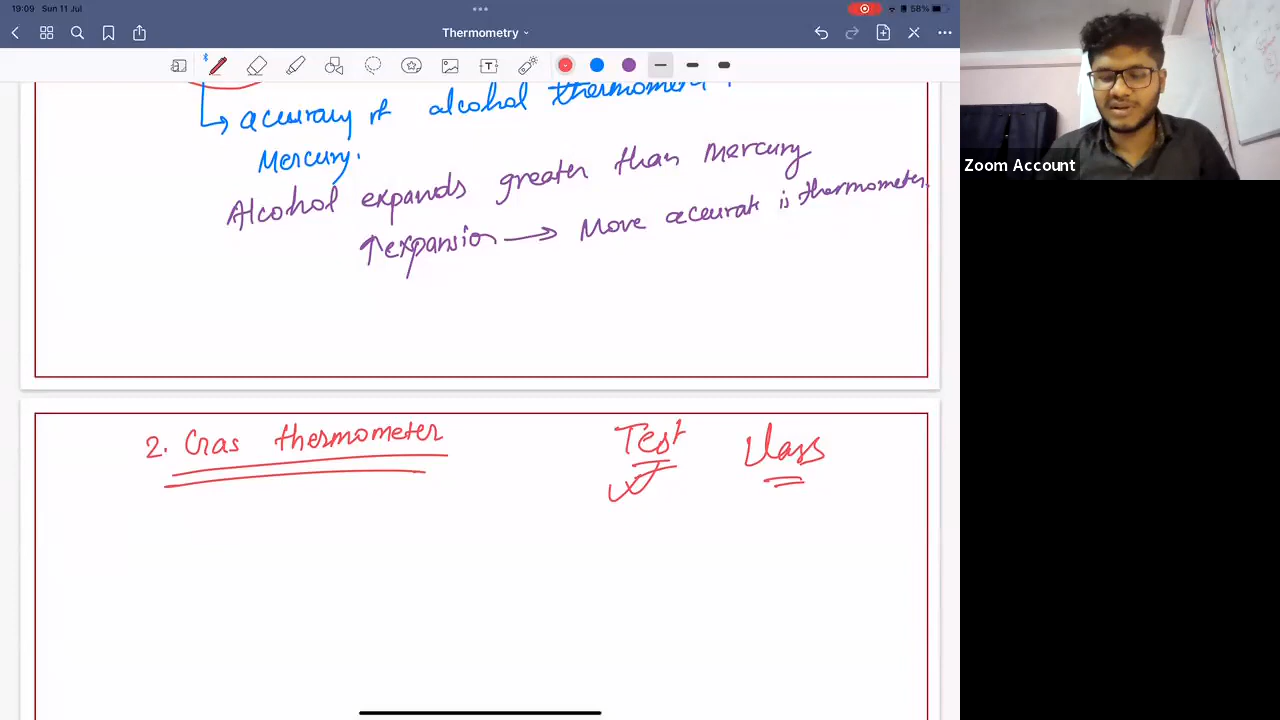 19:09 Sun 11 Jul
58%
Thermometry
accuracy of alcohol thermometer
Mercury.
Alcohol expands greater than mercury
↑expansion → More accurate is thermometer.
2. Gras thermometer
Test Class
Zoom Account